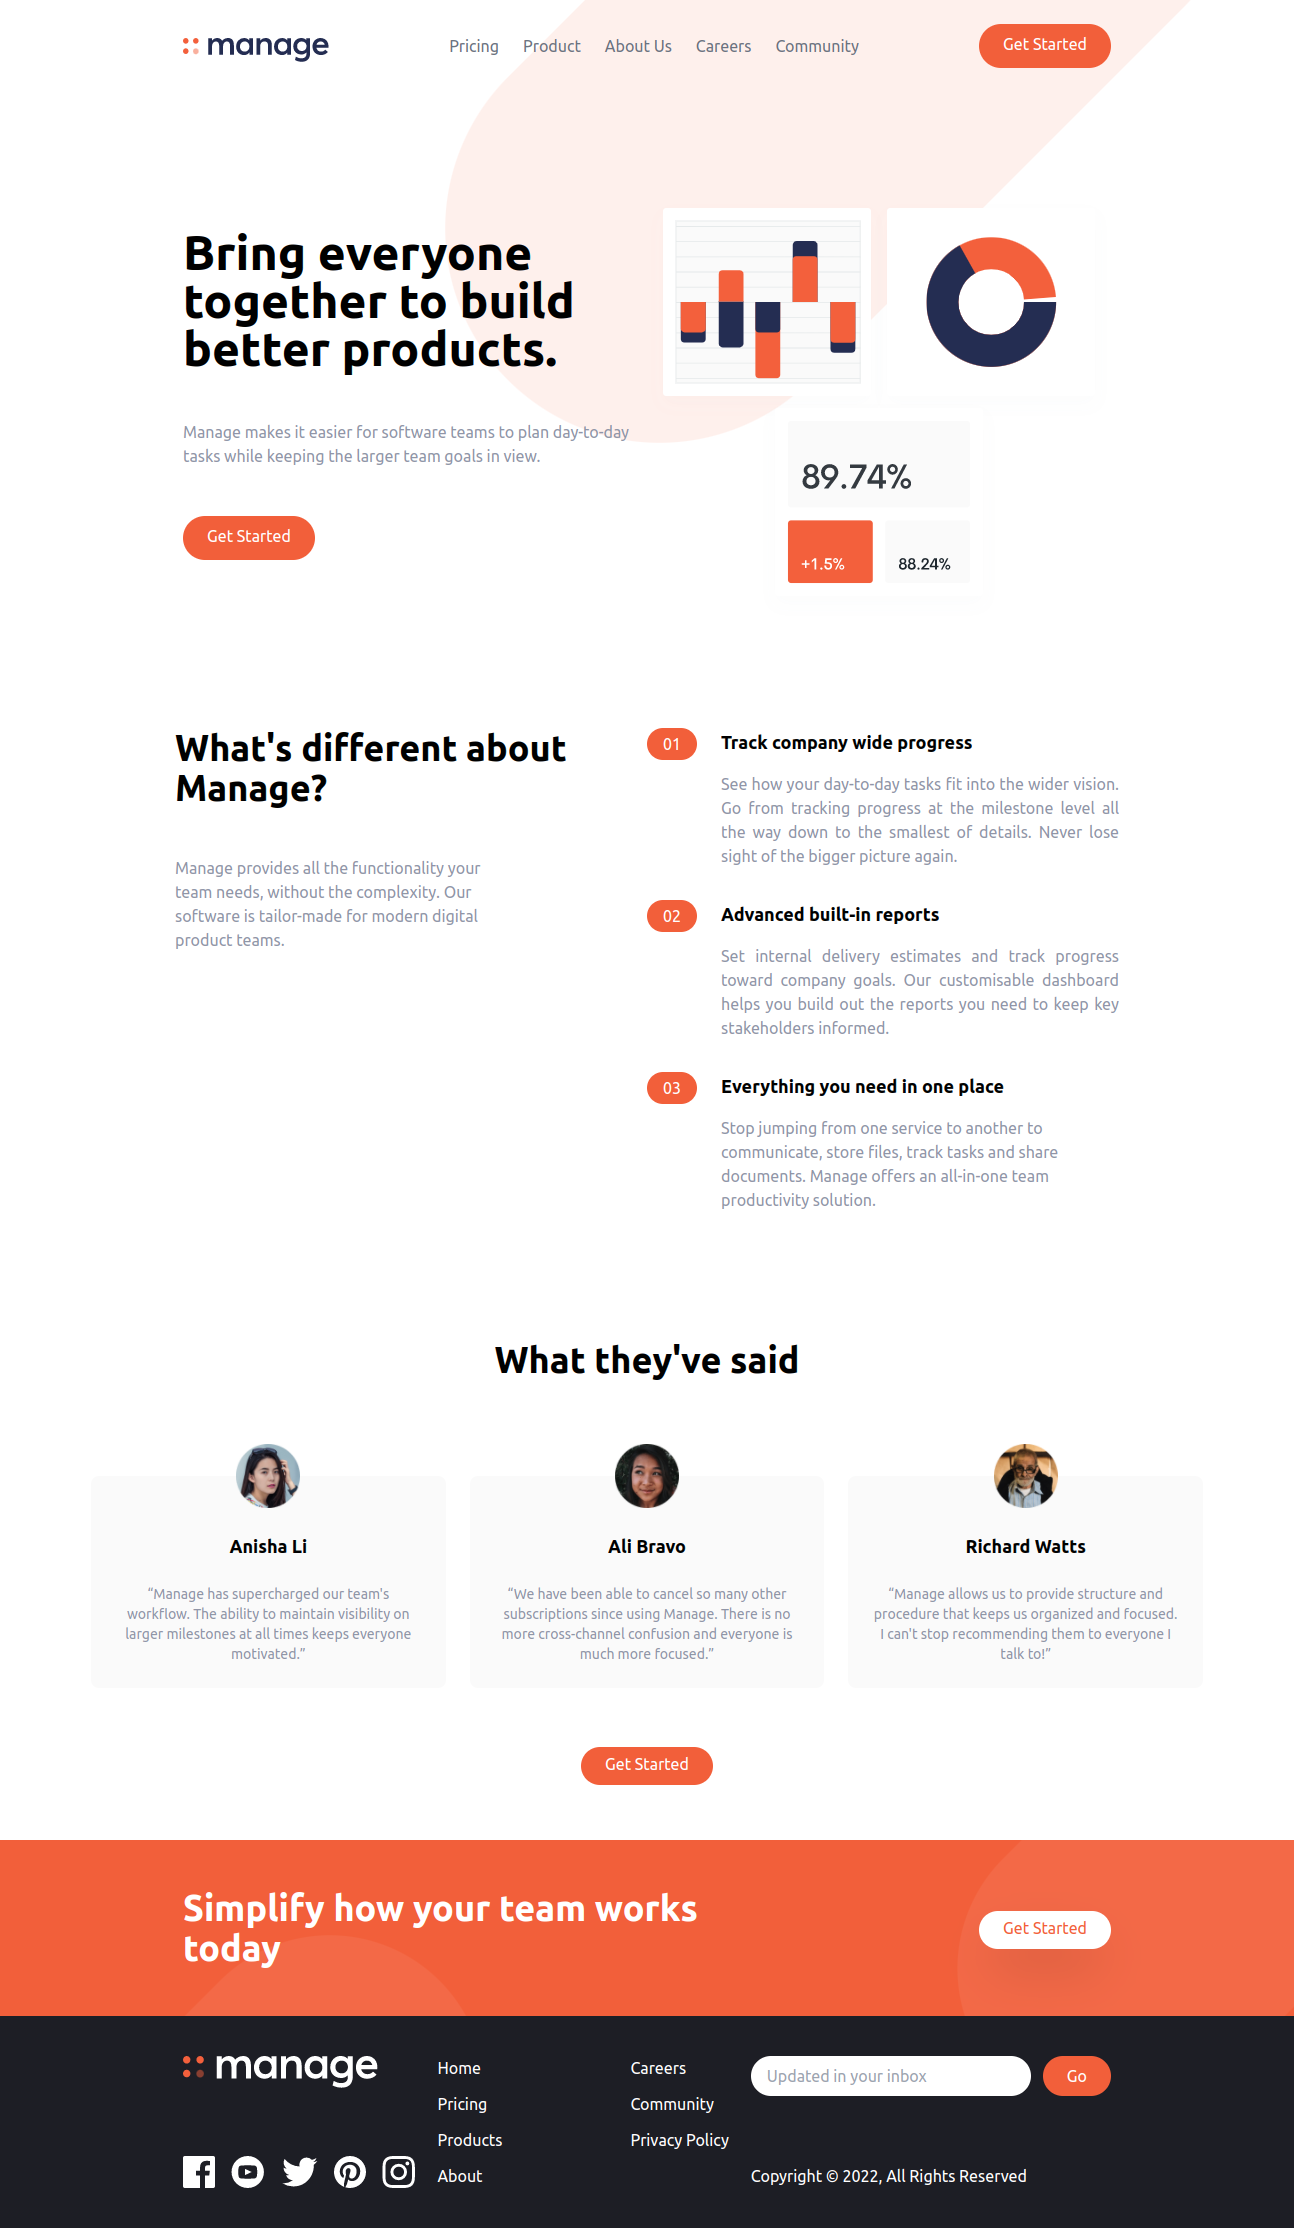 manage
Pricing
Product
About Us
Careers
Community
Get Started
Bring everyone
together to build
better products.
Manage makes it easier for software teams to plan day-to-day
tasks while keeping the larger team goals in view.
Get Started
89.74%
+1.5%
88.24%
What's different about
Manage?
Manage provides all the functionality your
team needs, without the complexity. Our
software is tailor-made for modern digital
product teams.
01
Track company wide progress
See how your day-to-day tasks fit into the wider vision.
Go from tracking progress at the milestone level all
the way down to the smallest of details. Never lose
sight of the bigger picture again.
02
Advanced built-in reports
Set internal delivery estimates and track progress
toward company goals. Our customisable dashboard
helps you build out the reports you need to keep key
stakeholders informed.
03
Everything you need in one place
Stop jumping from one service to another to
communicate, store files, track tasks and share
documents. Manage offers an all-in-one team
productivity solution.
What they've said
Anisha Li
“Manage has supercharged our team's
workflow. The ability to maintain visibility on
larger milestones at all times keeps everyone
motivated.”
Ali Bravo
“We have been able to cancel so many other
subscriptions since using Manage. There is no
more cross-channel confusion and everyone is
much more focused.”
Richard Watts
“Manage allows us to provide structure and
procedure that keeps us organized and focused.
I can't stop recommending them to everyone I
talk to!”
Get Started
Simplify how your team works
today
Get Started
manage
Home
Pricing
Products
About
Careers
Community
Privacy Policy
Updated in your inbox
Go
Copyright © 2022, All Rights Reserved